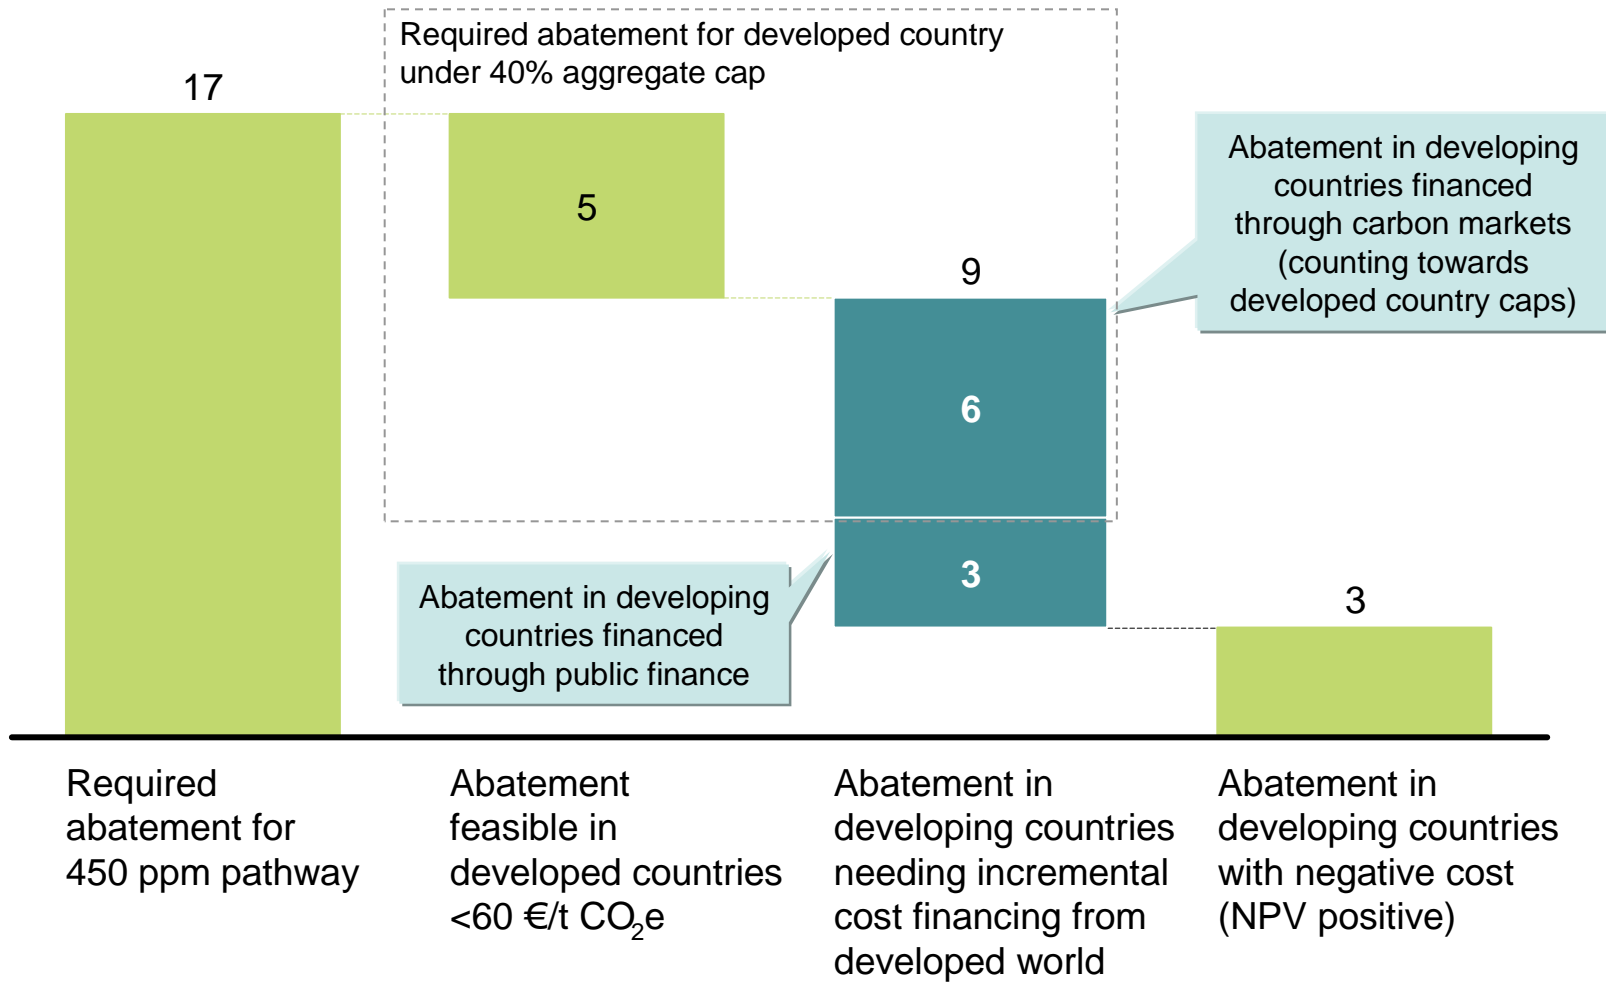 Required abatement for developed country
under 40% aggregate cap
17
5
9
6
3
3
Abatement in developing
countries financed
through carbon markets
(counting towards
developed country caps)
Abatement in developing
countries financed
through public finance
Required
abatement for
450 ppm pathway
Abatement
feasible in
developed countries
<60 €/t CO₂e
Abatement in
developing countries
needing incremental
cost financing from
developed world
Abatement in
developing countries
with negative cost
(NPV positive)